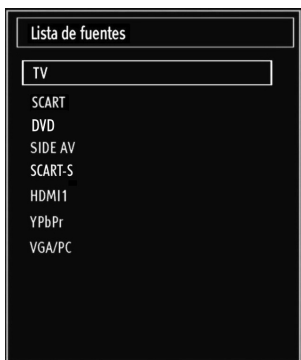 Lista de fuentes
TV
SCART
DVD
SIDE AV
SCART-S
HDMI1
YPbPr
VGA/PC